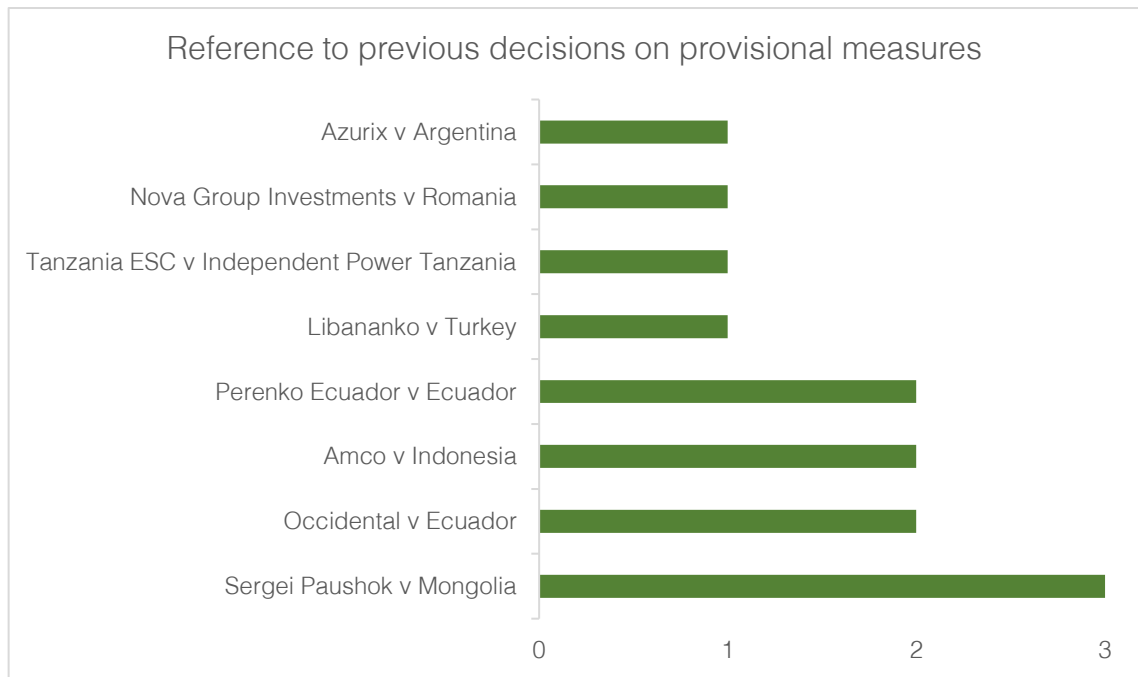 Reference to previous decisions on provisional measures
Azurix v Argentina
Nova Group Investments v Romania
Tanzania ESC v Independent Power Tanzania
Libananko v Turkey
Perenko Ecuador v Ecuador
Amco v Indonesia
Occidental v Ecuador
Sergei Paushok v Mongolia
0 1 2 3